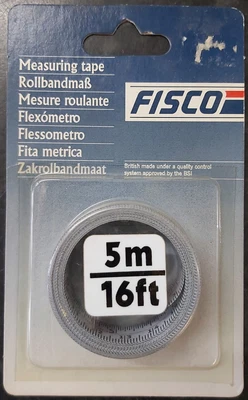 Measuring tape
Rollbandmaß
Mesure roulante
Flexómetro
Flessometro
Fita metrica
Zakrolbandmaat
FISCO
British made under a quality control
system approved by the BSI
5m
16ft